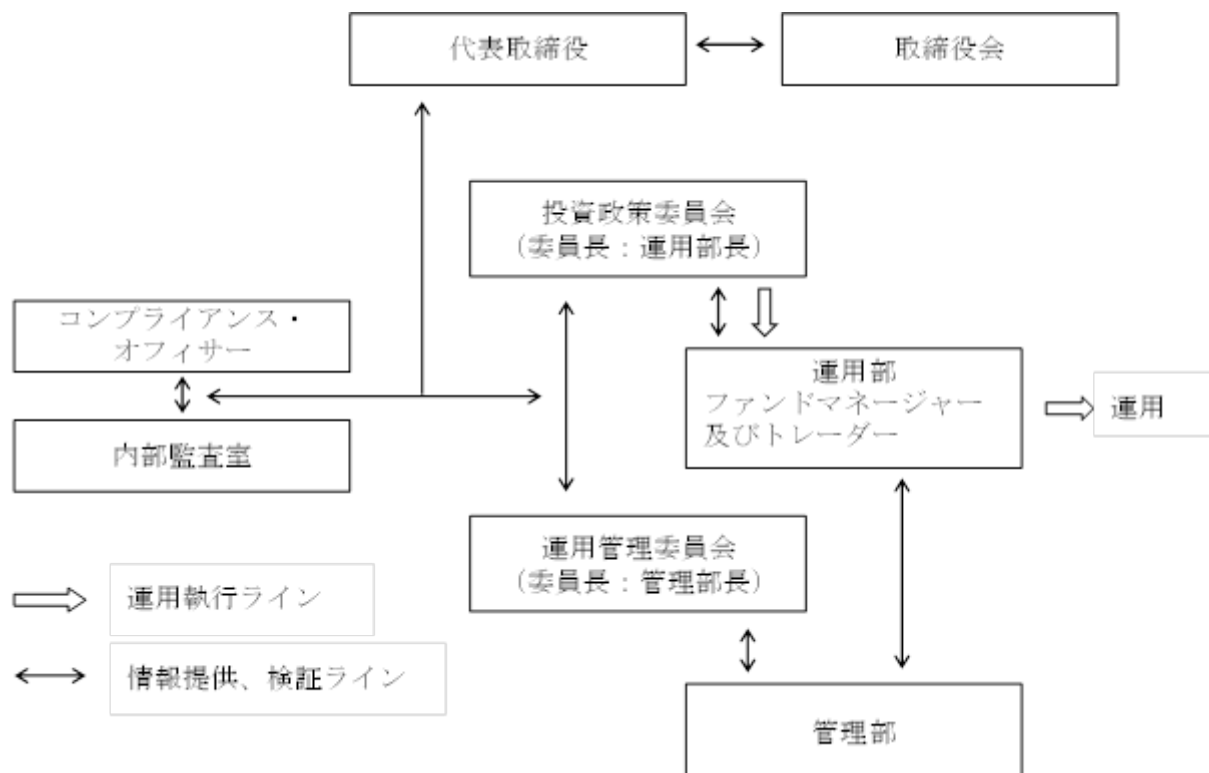 代表取締役
取締役会
投資政策委員会
（委員長：運用部長）
コンプライアンス・
オフィサー
内部監査室
運用部
ファンドマネージャー
及びトレーダー
運用
運用管理委員会
（委員長：管理部長）
運用執行ライン
情報提供、検証ライン
管理部